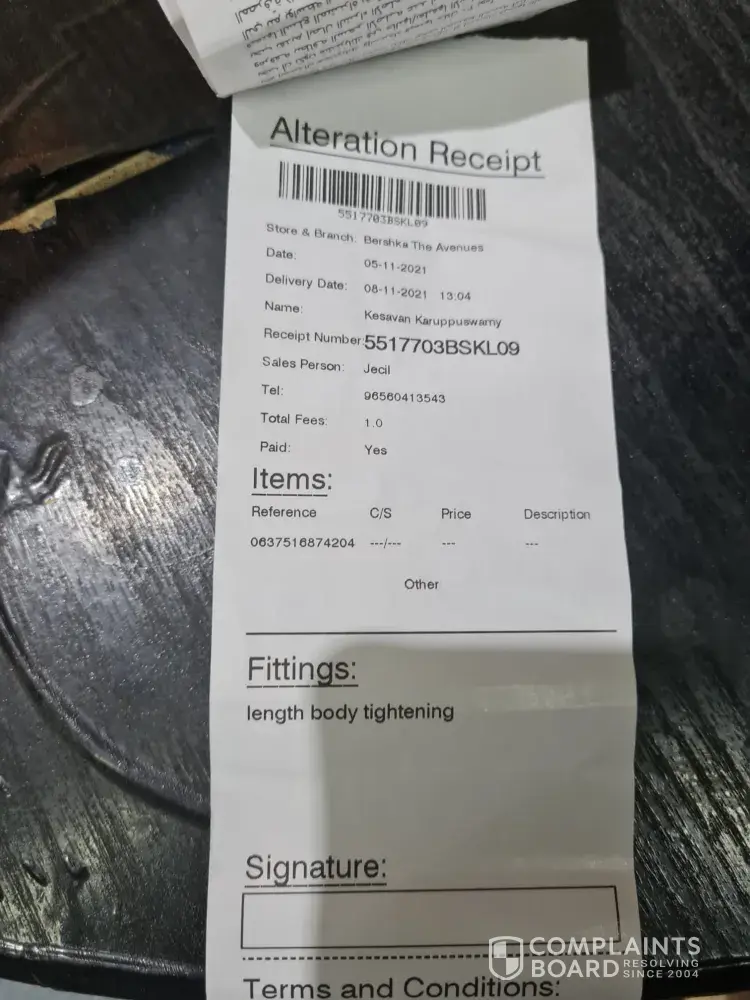 Alteration Receipt
5517703BSKL09
Store & Branch: Bershka The Avenues
Date: 05-11-2021
Delivery Date: 08-11-2021 13:04
Name: Kesavan Karuppuswamy
Receipt Number: 5517703BSKL09
Sales Person: Jecil
Tel: 96560413543
Total Fees: 1.0
Paid: Yes
Items:
Reference C/S Price Description
0637516874204 ---/--- --- ---
Other
Fittings:
length body tightening
Signature:
Terms and Conditions:
COMPLAINTS
BOARD RESOLVING SINCE 2004